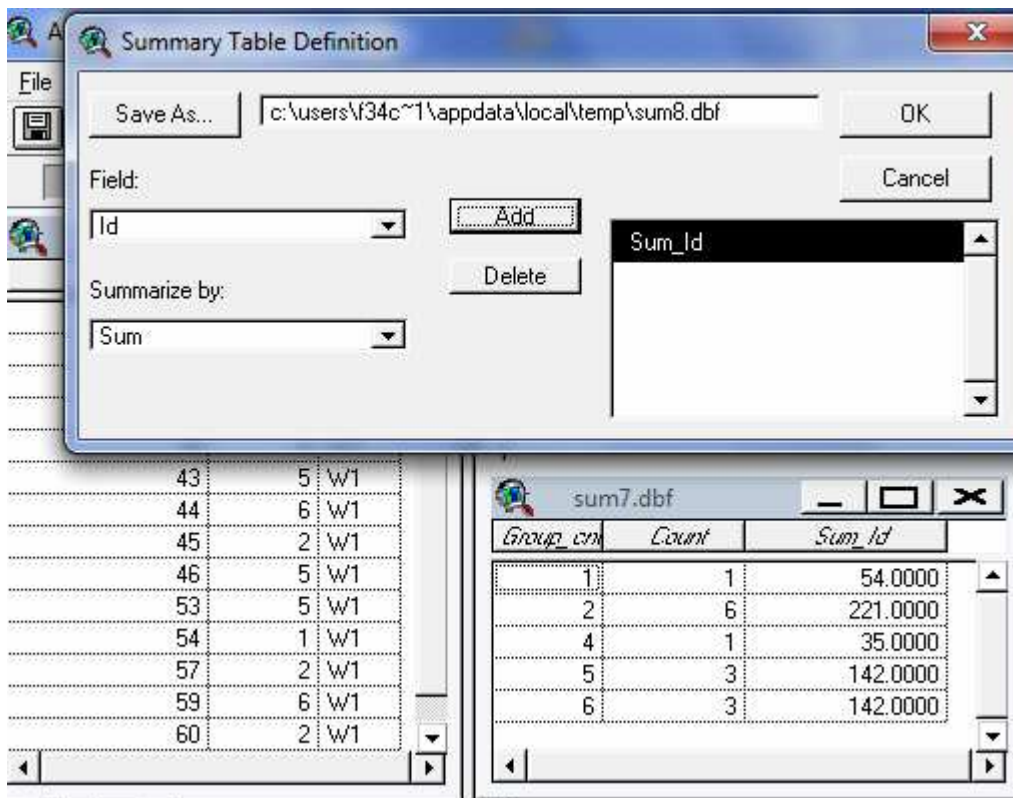 A
Summary Table Definition
File
Save As...
c:\users\f34c~1\appdata\local\temp\sum8.dbf
OK
Cancel
Field:
Id
Add
Sum_Id
Delete
Summarize by:
Sum
43 5 W1
44 6 W1
45 2 W1
46 5 W1
53 5 W1
54 1 W1
57 2 W1
59 6 W1
60 2 W1
sum7.dbf
Group_cnt Count Sum_Id
1 1 54.0000
2 6 221.0000
4 1 35.0000
5 3 142.0000
6 3 142.0000